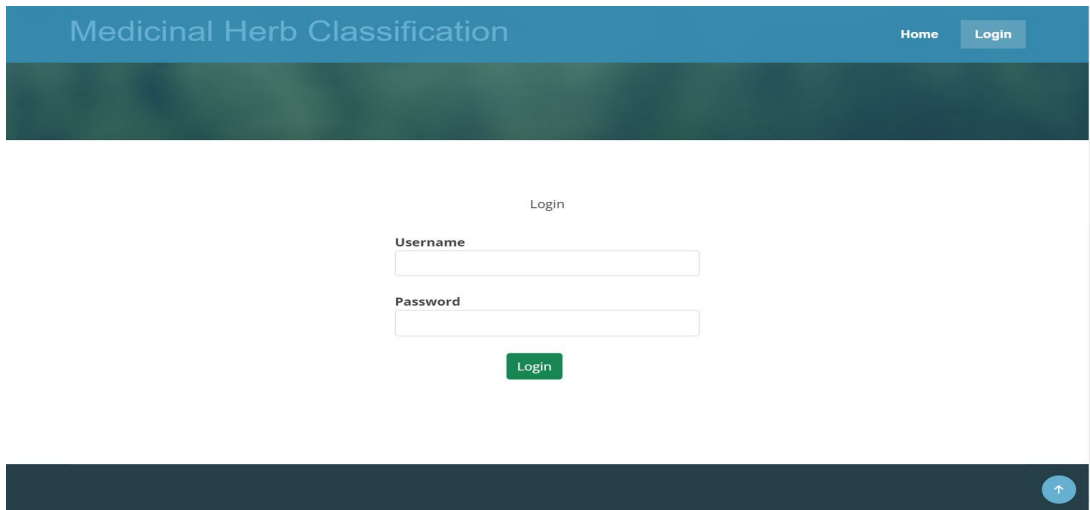 Medicinal Herb Classification
Home
Login
Login
Username
Password
Login